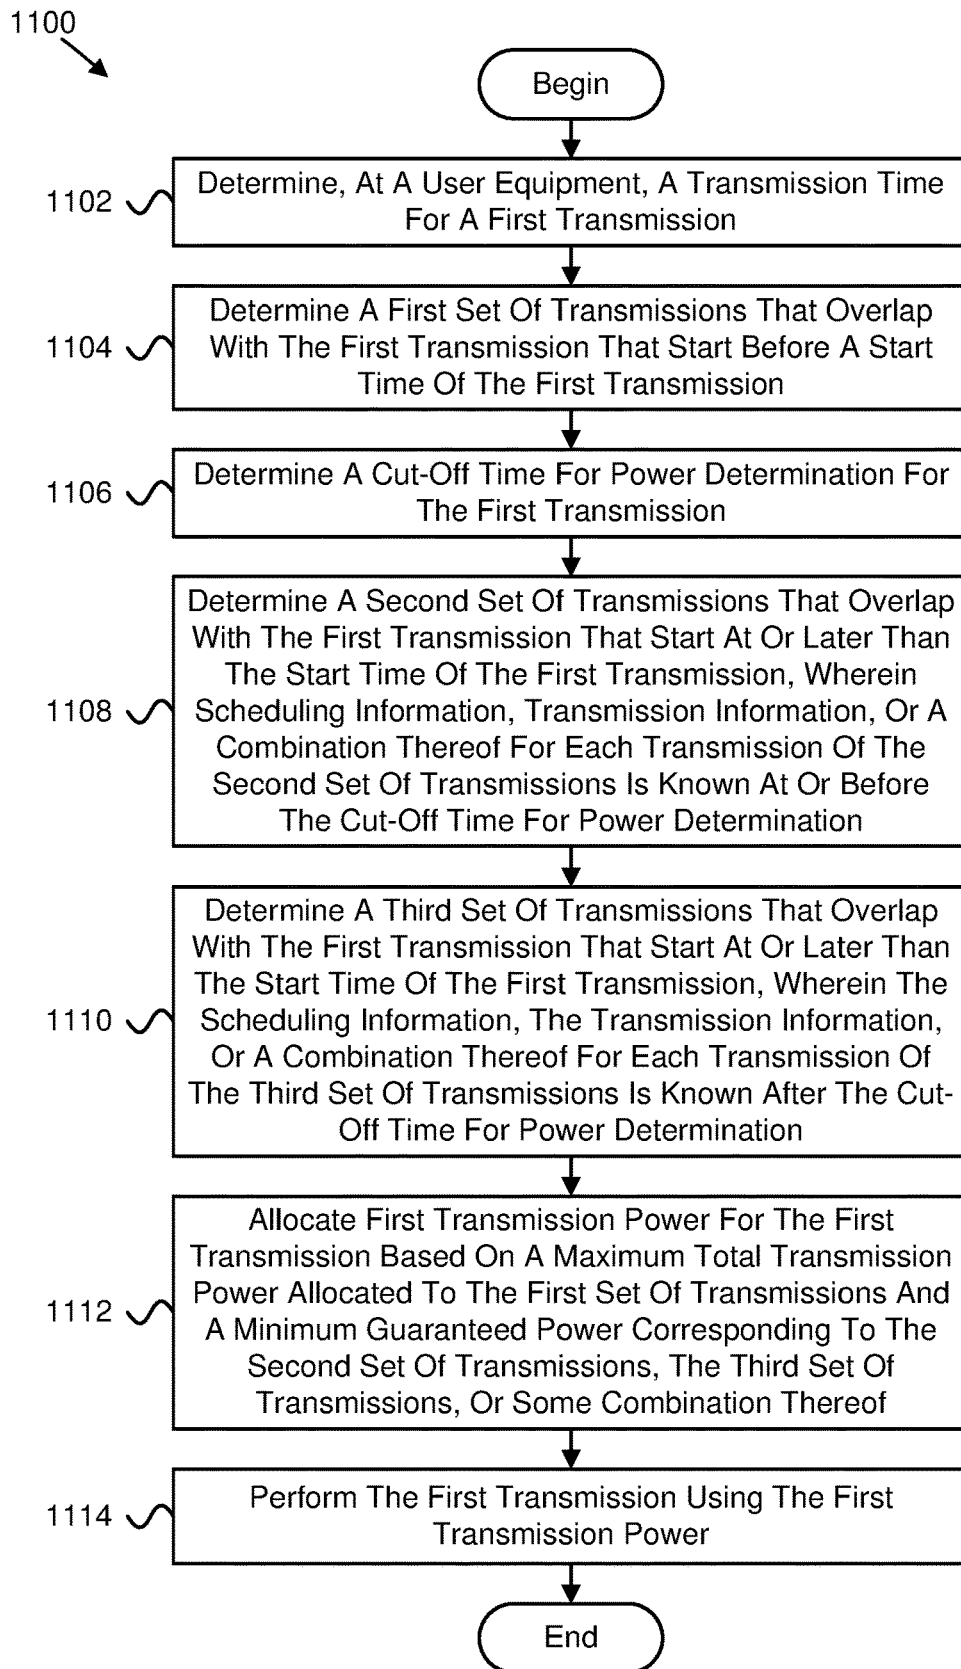 1100
Begin
1102
Determine, At A User Equipment, A Transmission Time
For A First Transmission
1104
Determine A First Set Of Transmissions That Overlap
With The First Transmission That Start Before A Start
Time Of The First Transmission
1106
Determine A Cut-Off Time For Power Determination For
The First Transmission
1108
Determine A Second Set Of Transmissions That Overlap
With The First Transmission That Start At Or Later Than
The Start Time Of The First Transmission, Wherein
Scheduling Information, Transmission Information, Or A
Combination Thereof For Each Transmission Of The
Second Set Of Transmissions Is Known At Or Before
The Cut-Off Time For Power Determination
1110
Determine A Third Set Of Transmissions That Overlap
With The First Transmission That Start At Or Later Than
The Start Time Of The First Transmission, Wherein The
Scheduling Information, The Transmission Information,
Or A Combination Thereof For Each Transmission Of
The Third Set Of Transmissions Is Known After The Cut-
Off Time For Power Determination
1112
Allocate First Transmission Power For The First
Transmission Based On A Maximum Total Transmission
Power Allocated To The First Set Of Transmissions And
A Minimum Guaranteed Power Corresponding To The
Second Set Of Transmissions, The Third Set Of
Transmissions, Or Some Combination Thereof
1114
Perform The First Transmission Using The First
Transmission Power
End